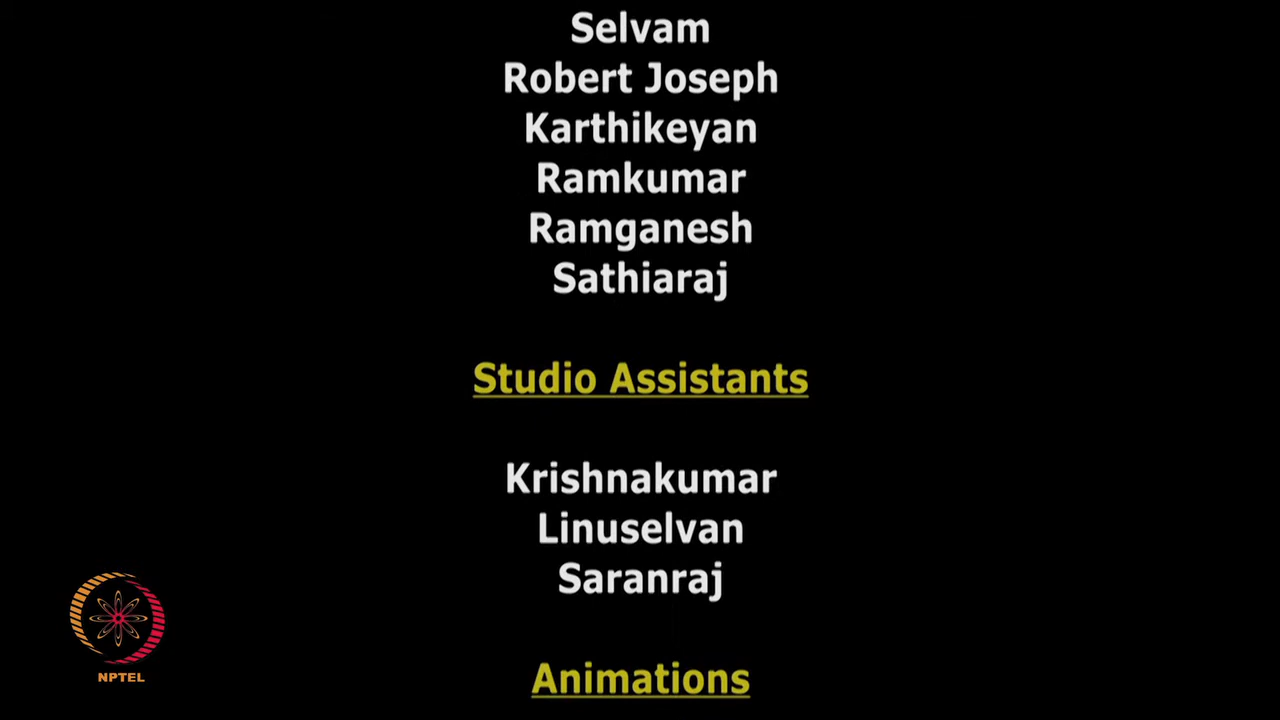 Selvam
Robert Joseph
Karthikeyan
Ramkumar
Ramganesh
Sathiaraj
Studio Assistants
Krishnakumar
Linuselvan
Saranraj
NPTEL
Animations